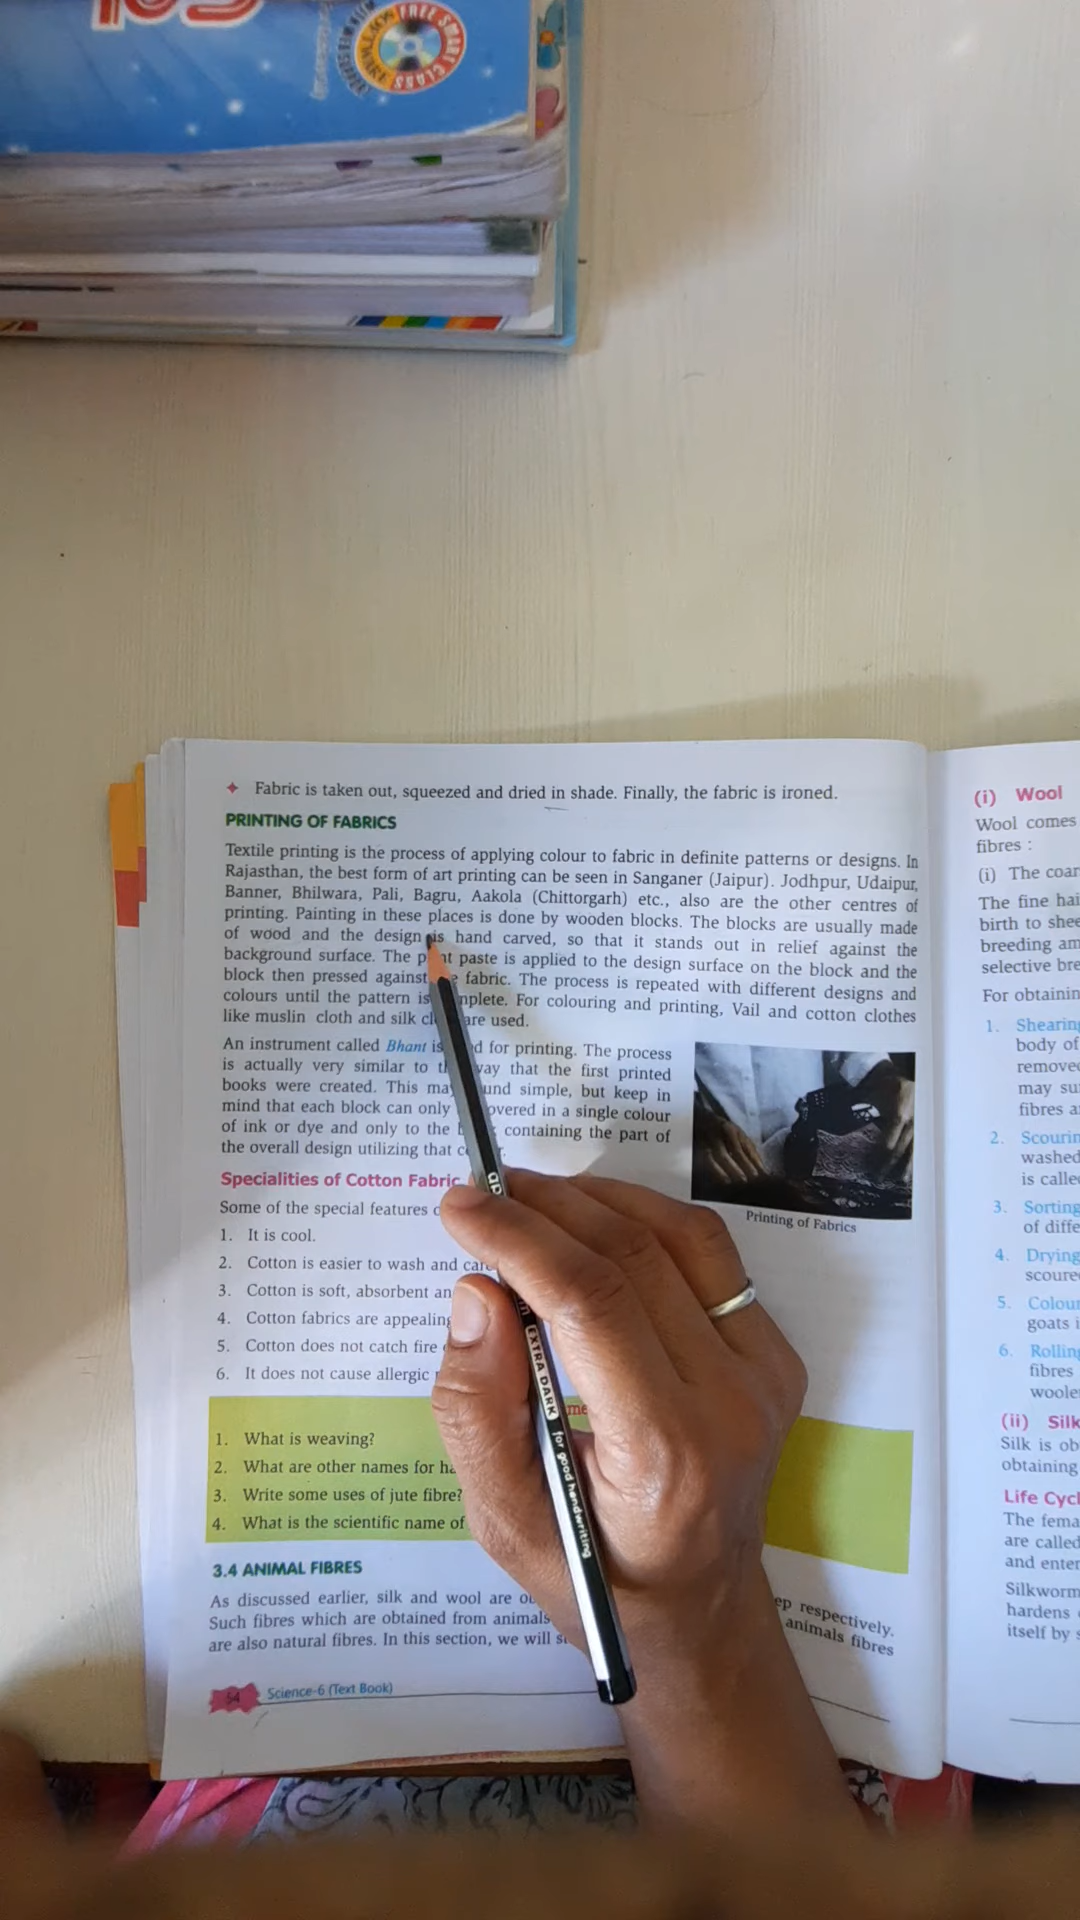 FREE SMART CLASS
SOFTWARE
✦ Fabric is taken out, squeezed and dried in shade. Finally, the fabric is ironed.
PRINTING OF FABRICS
Textile printing is the process of applying colour to fabric in definite patterns or designs. In
Rajasthan, the best form of art printing can be seen in Sanganer (Jaipur). Jodhpur, Udaipur,
Banner, Bhilwara, Pali, Bagru, Aakola (Chittorgarh) etc., also are the other centres of
printing. Painting in these places is done by wooden blocks. The blocks are usually made
of wood and the design is hand carved, so that it stands out in relief against the
background surface. The paste is applied to the design surface on the block and the
block then pressed against fabric. The process is repeated with different designs and
colours until the pattern is For colouring and printing, Vail and cotton clothes
like muslin cloth and silk are used.
An instrument called Bhant is for printing. The process
is actually very similar to way that the first printed
books were created. This but keep in
mind that each block can only in a single colour
of ink or dye and only to the containing the part of
the overall design utilizing that
Printing of Fabrics
Specialities of Cotton Fabric
Some of the special features
1. It is cool.
2. Cotton is easier to wash and
3. Cotton is soft, absorbent
4. Cotton fabrics are appealing
5. Cotton does not catch fire
6. It does not cause allergic
1. What is weaving?
2. What are other names for
3. Write some uses of jute fibre?
4. What is the scientific name of
3.4 ANIMAL FIBRES
As discussed earlier, silk and wool are respectively.
Such fibres which are obtained from animals animals fibres
are also natural fibres. In this section, we will
54 Science-6 (Text Book)
(i) Wool
Wool comes
fibres :
(i) The
The fine
birth to
breeding
selective
For
1. Shearing
body of
may
fibres
2.
washed
is
3. Sorting
of
4. Drying
5.
goats
6. Rolling
fibres
(ii) Silk
Silk is
obtaining
Life
The
are called
and
hardens
itself by
apsara EXTRA DARK for good handwriting